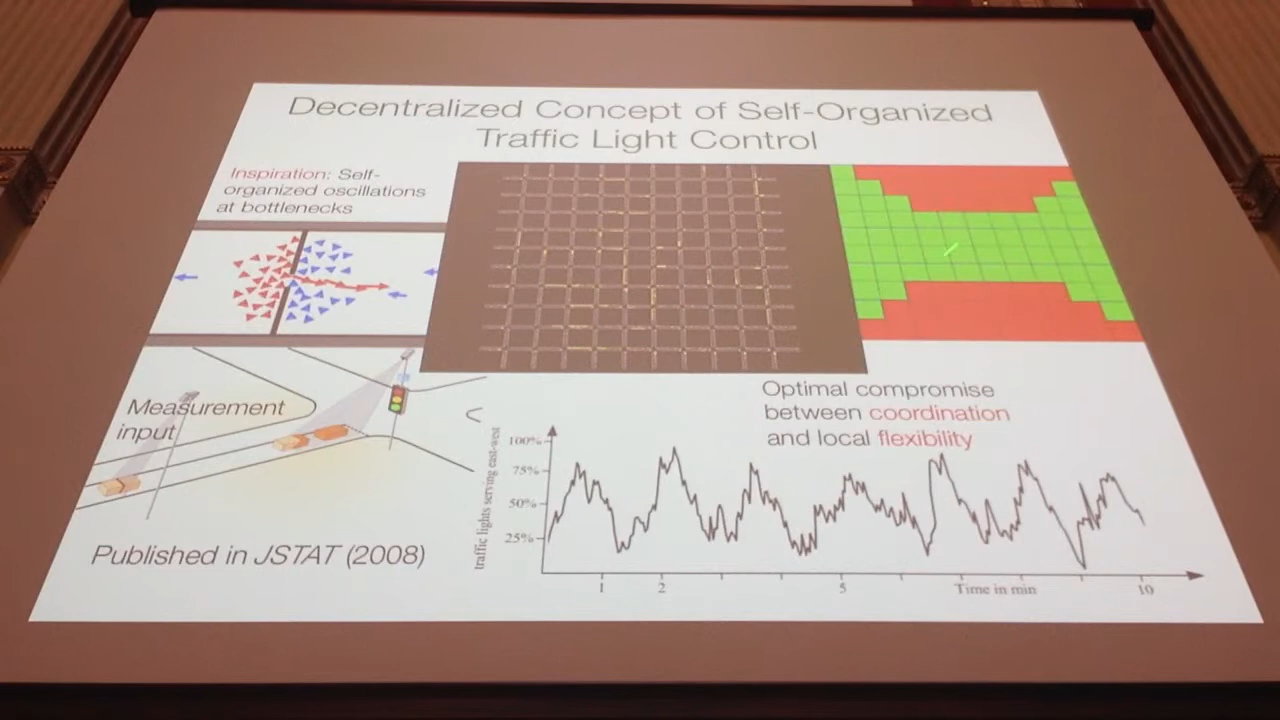 Decentralized Concept of Self-Organized
Traffic Light Control
Inspiration: Self-
organized oscillations
at bottlenecks
Measurement
input
Optimal compromise
between coordination
and local flexibility
traffic lights serving east-west
100%
75%
50%
25%
1
2
5
Time in min
10
Published in JSTAT (2008)